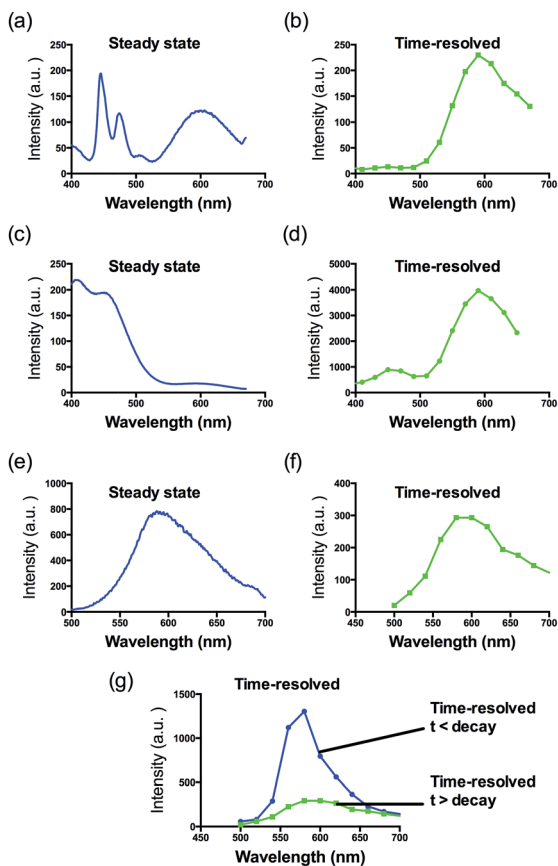 (a)
Steady state
250
200
150
100
50
0
400 500 600 700
Intensity (a.u. )
Wavelength (nm)
(b)
Time-resolved
250
200
150
100
50
0
400 500 600 700
Intensity (a.u. )
Wavelength (nm)
(c)
Steady state
250
200
150
100
50
0
400 500 600 700
Intensity (a.u. )
Wavelength (nm)
(d)
Time-resolved
5000
4000
3000
2000
1000
0
400 500 600 700
Intensity (a.u. )
Wavelength (nm)
(e)
Steady state
1000
800
600
400
200
0
500 550 600 650 700
Intensity (a.u. )
Wavelength (nm)
(f)
Time-resolved
400
300
200
100
0
450 500 550 600 650 700
Intensity (a.u. )
Wavelength (nm)
(g)
Time-resolved
1500
1000
500
0
450 500 550 600 650 700
Intensity (a.u. )
Wavelength (nm)
Time-resolved
t < decay
Time-resolved
t > decay